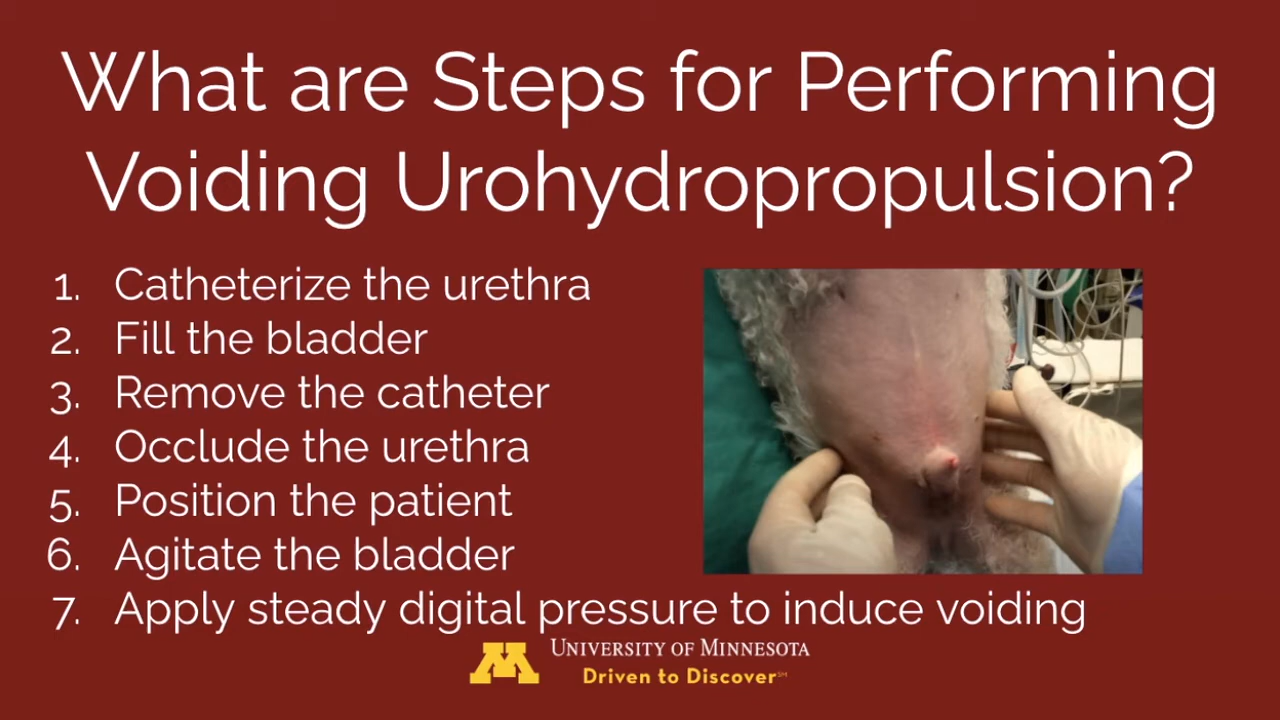 What are Steps for Performing
Voiding Urohydropropulsion?
1. Catheterize the urethra
2. Fill the bladder
3. Remove the catheter
4. Occlude the urethra
5. Position the patient
6. Agitate the bladder
7. Apply steady digital pressure to induce voiding
M
UNIVERSITY OF MINNESOTA
Driven to Discover℠